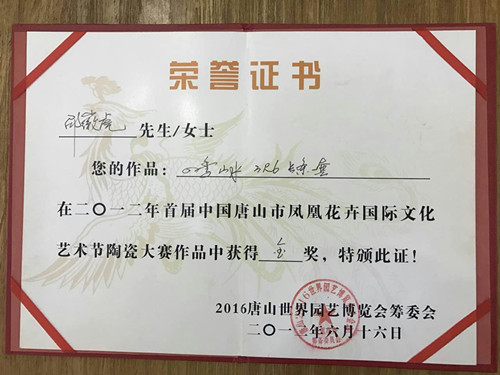 荣誉证书
先生/女士
您的作品：
在二〇一二年首届中国唐山市凤凰花卉国际文化
艺术节陶瓷大赛作品中获得金奖，特颁此证！
2016唐山世界园艺博览会筹委会
二〇一二年六月十六日